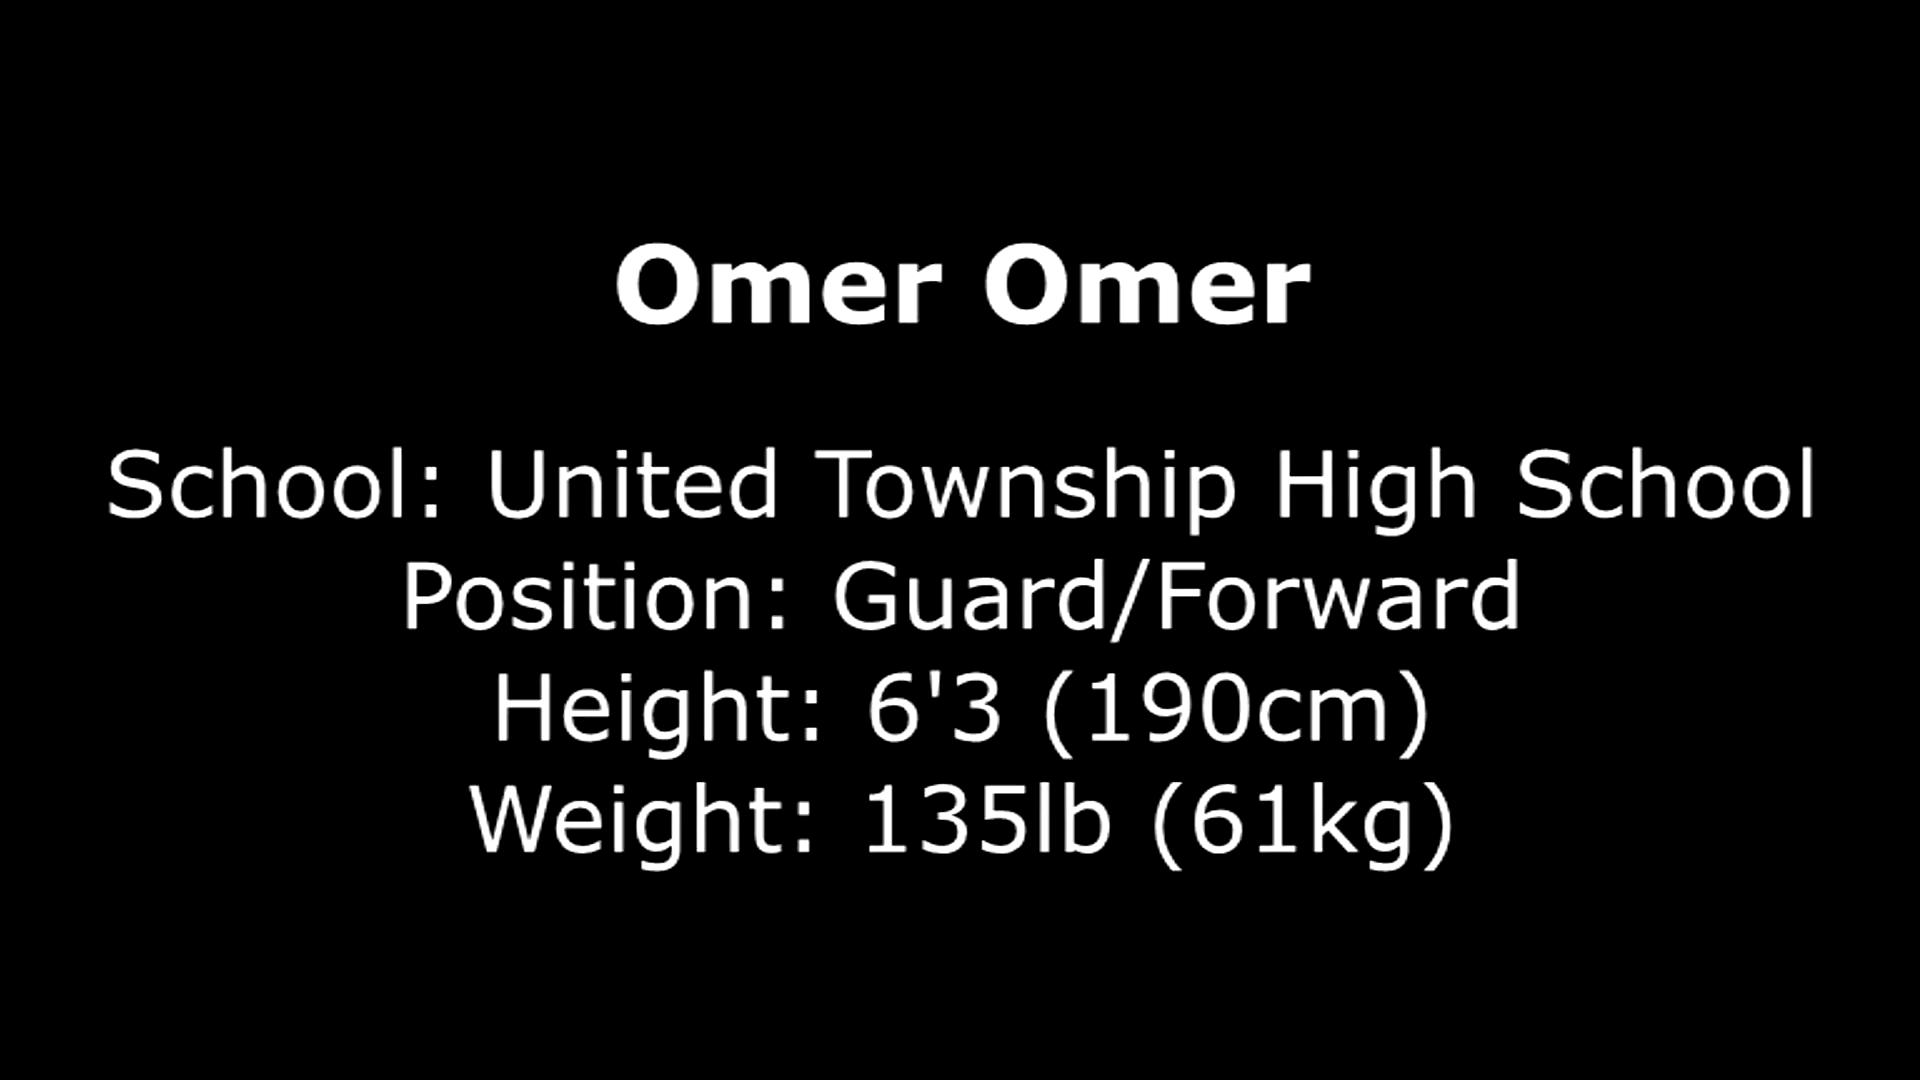 Omer Omer
School: United Township High School
Position: Guard/Forward
Height: 6'3 (190cm)
Weight: 135lb (61kg)